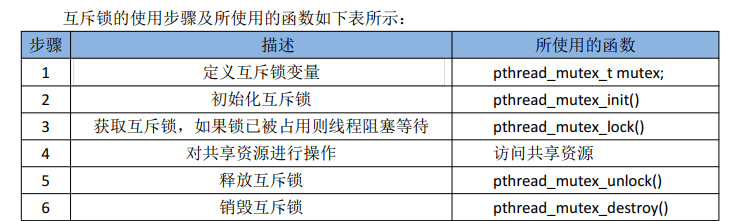 互斥锁的使用步骤及所使用的函数如下表所示：
步骤 描述 所使用的函数
1 定义互斥锁变量 pthread_mutex_t mutex;
2 初始化互斥锁 pthread_mutex_init()
3 获取互斥锁，如果锁已被占用则线程阻塞等待 pthread_mutex_lock()
4 对共享资源进行操作 访问共享资源
5 释放互斥锁 pthread_mutex_unlock()
6 销毁互斥锁 pthread_mutex_destroy()